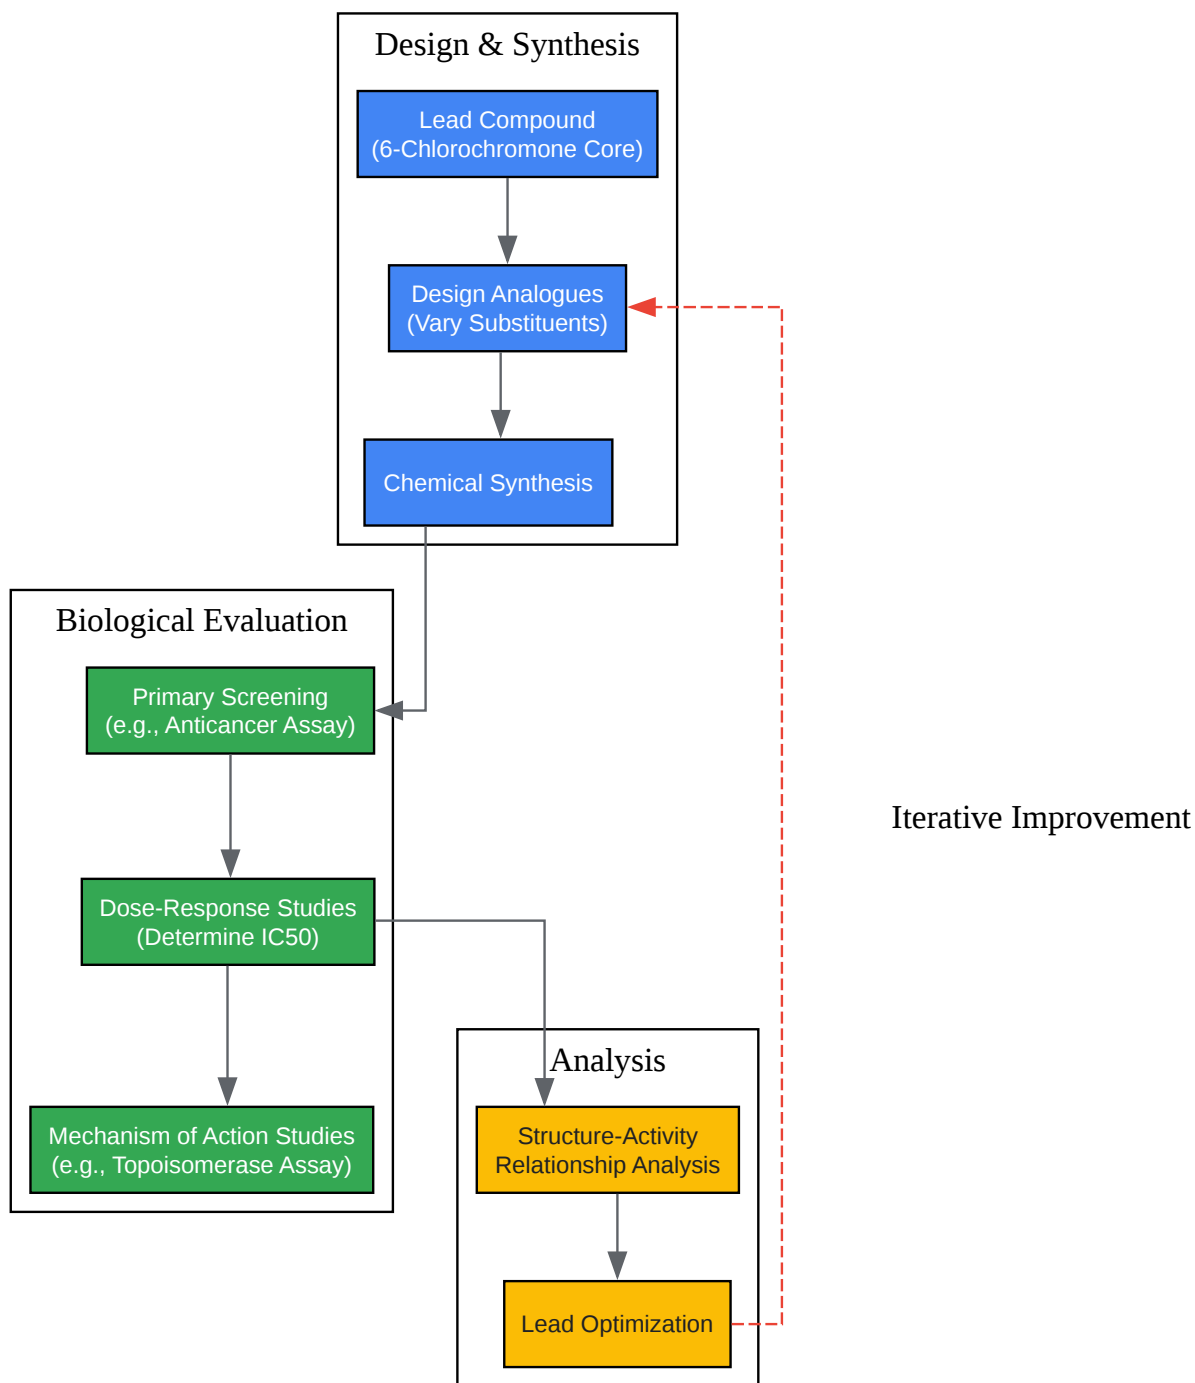 Design & Synthesis
Lead Compound
(6-Chlorochromone Core)
Design Analogues
(Vary Substituents)
Chemical Synthesis
Biological Evaluation
Primary Screening
(e.g., Anticancer Assay)
Iterative Improvement
Dose-Response Studies
(Determine IC50)
Analysis
Mechanism of Action Studies
(e.g., Topoisomerase Assay)
Structure-Activity
Relationship Analysis
Lead Optimization